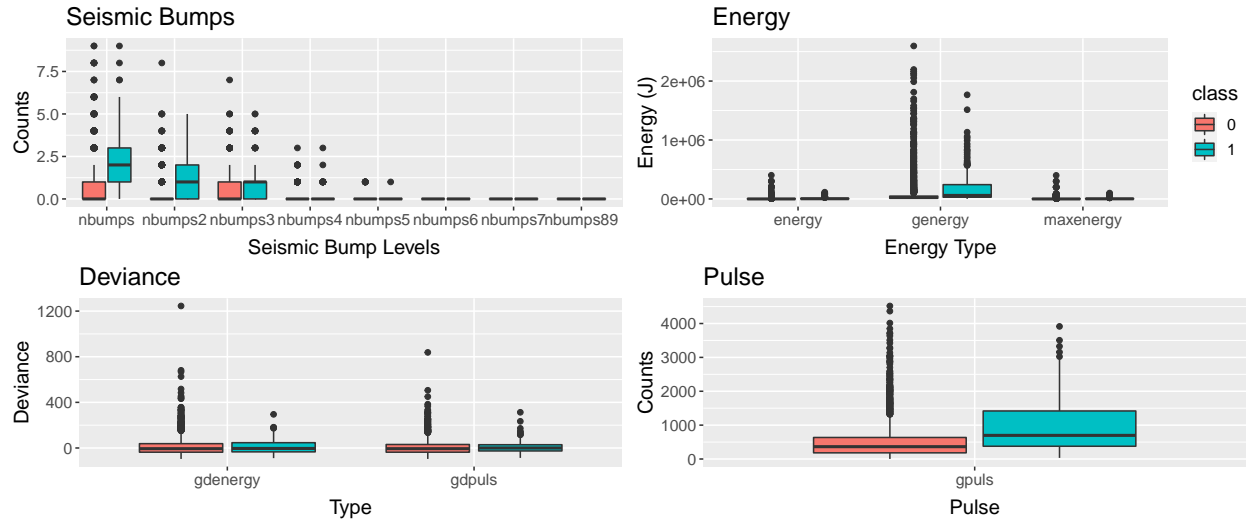 Seismic Bumps
Counts
7.5
5.0
2.5
0.0
nbumps nbumps2 nbumps3 nbumps4 nbumps5 nbumps6 nbumps7 nbumps89
Seismic Bump Levels
Energy
Energy (J)
2e+06
1e+06
0e+00
energy genergy maxenergy
Energy Type
class
0
1
Deviance
Deviance
1200
800
400
0
gdenergy gdpuls
Type
Pulse
Counts
4000
3000
2000
1000
0
gpuls
Pulse